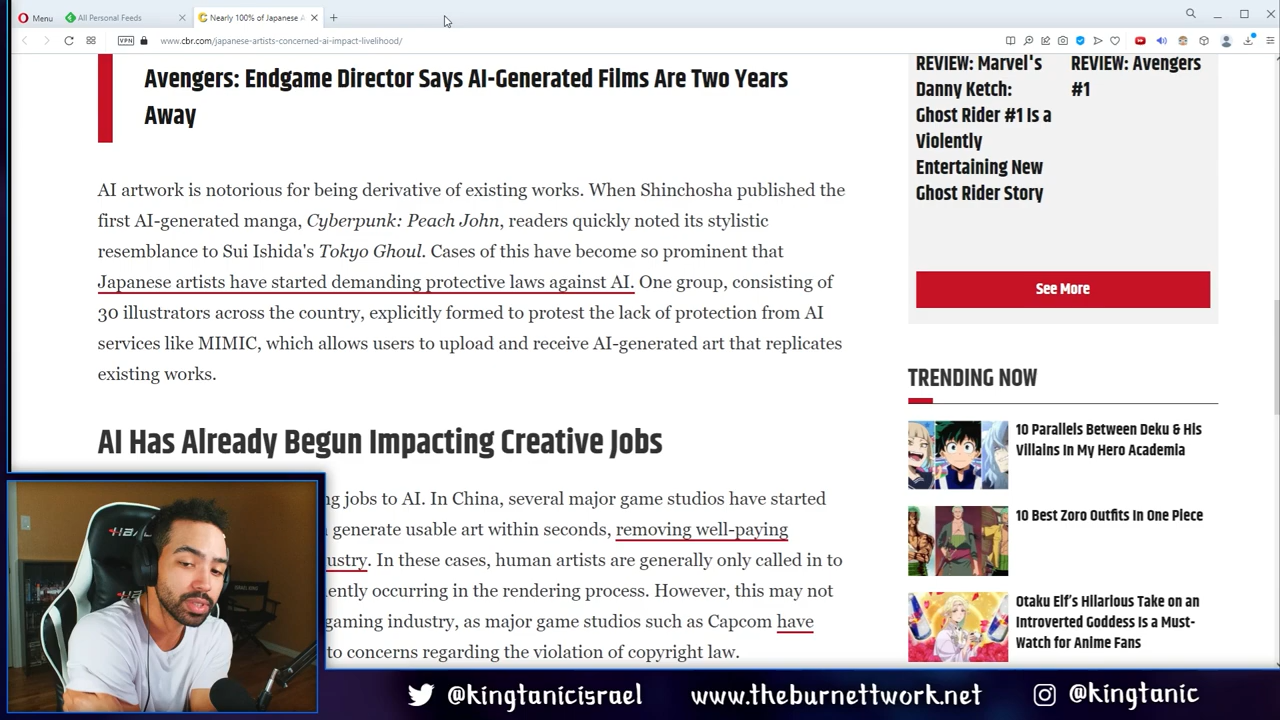 Menu
All Personal Feeds
Nearly 100% of Japanese A
VPN
www.cbr.com/japanese-artists-concerned-ai-impact-livelihood/
Avengers: Endgame Director Says AI-Generated Films Are Two Years
Away
AI artwork is notorious for being derivative of existing works. When Shinchosha published the
first AI-generated manga, Cyberpunk: Peach John, readers quickly noted its stylistic
resemblance to Sui Ishida's Tokyo Ghoul. Cases of this have become so prominent that
Japanese artists have started demanding protective laws against AI. One group, consisting of
30 illustrators across the country, explicitly formed to protest the lack of protection from AI
services like MIMIC, which allows users to upload and receive AI-generated art that replicates
existing works.
AI Has Already Begun Impacting Creative Jobs
ng jobs to AI. In China, several major game studios have started
generate usable art within seconds, removing well-paying
ustry. In these cases, human artists are generally only called in to
ently occurring in the rendering process. However, this may not
gaming industry, as major game studios such as Capcom have
to concerns regarding the violation of copyright law.
REVIEW: Marvel's
Danny Ketch:
Ghost Rider #1 Is a
Violently
Entertaining New
Ghost Rider Story
REVIEW: Avengers
#1
See More
TRENDING NOW
10 Parallels Between Deku & His
Villains In My Hero Academia
10 Best Zoro Outfits In One Piece
Otaku Elf's Hilarious Take on an
Introverted Goddess Is a Must-
Watch for Anime Fans
@kingtanicisrael
www.theburnettwork.net
@kingtanic